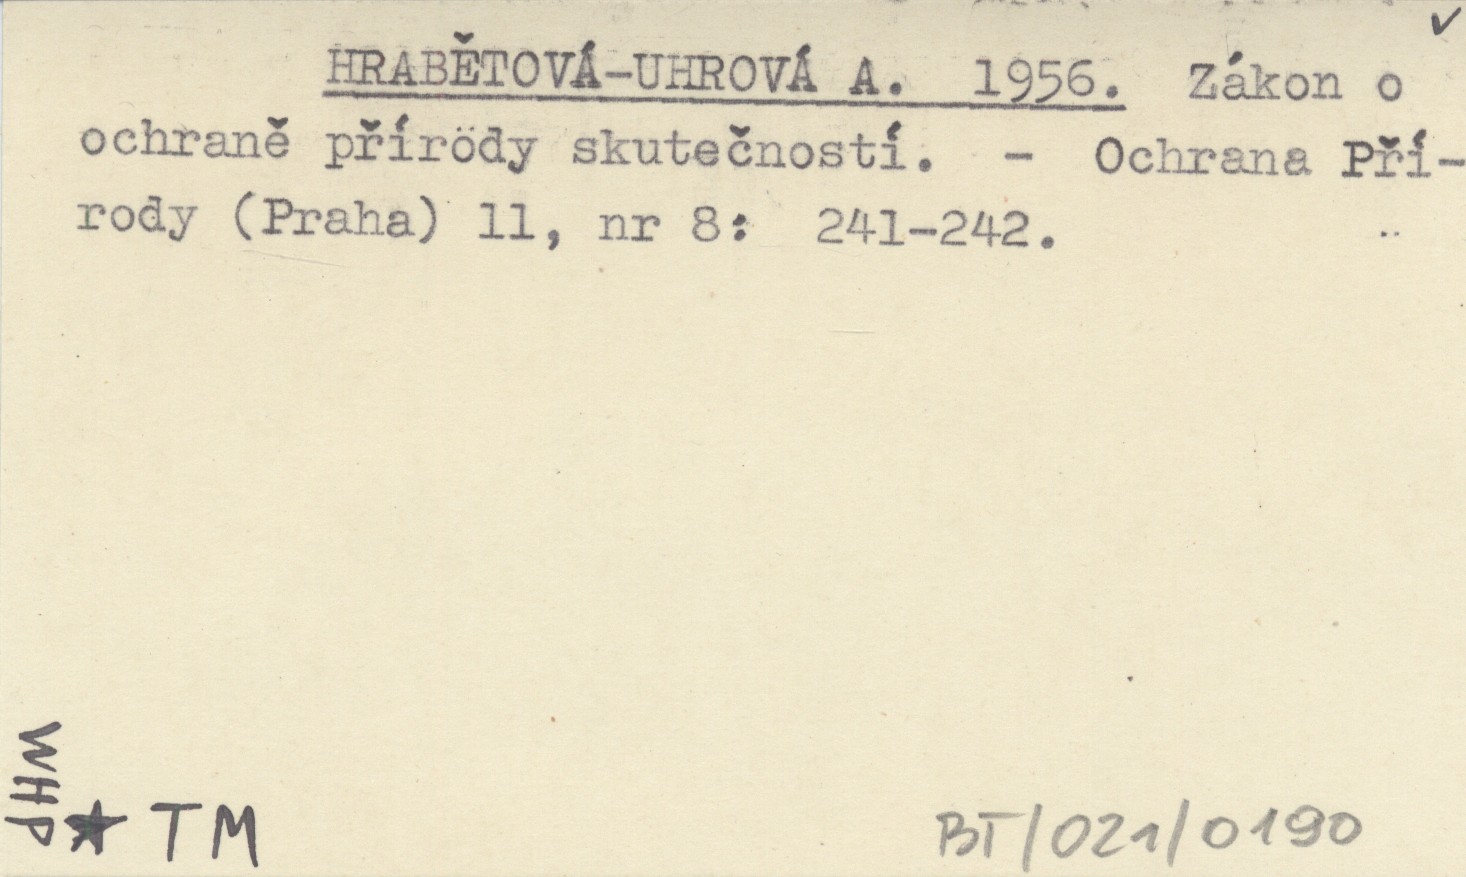 ✓
HRABĚTOVÁ-UHROVÁ A. 1956. Zákon o
ochraně přírödy skutečností. - Ochrana Pří-
rody (Praha) 11, nr 8: 241-242.
WHP
★ TM
BT/021/0190